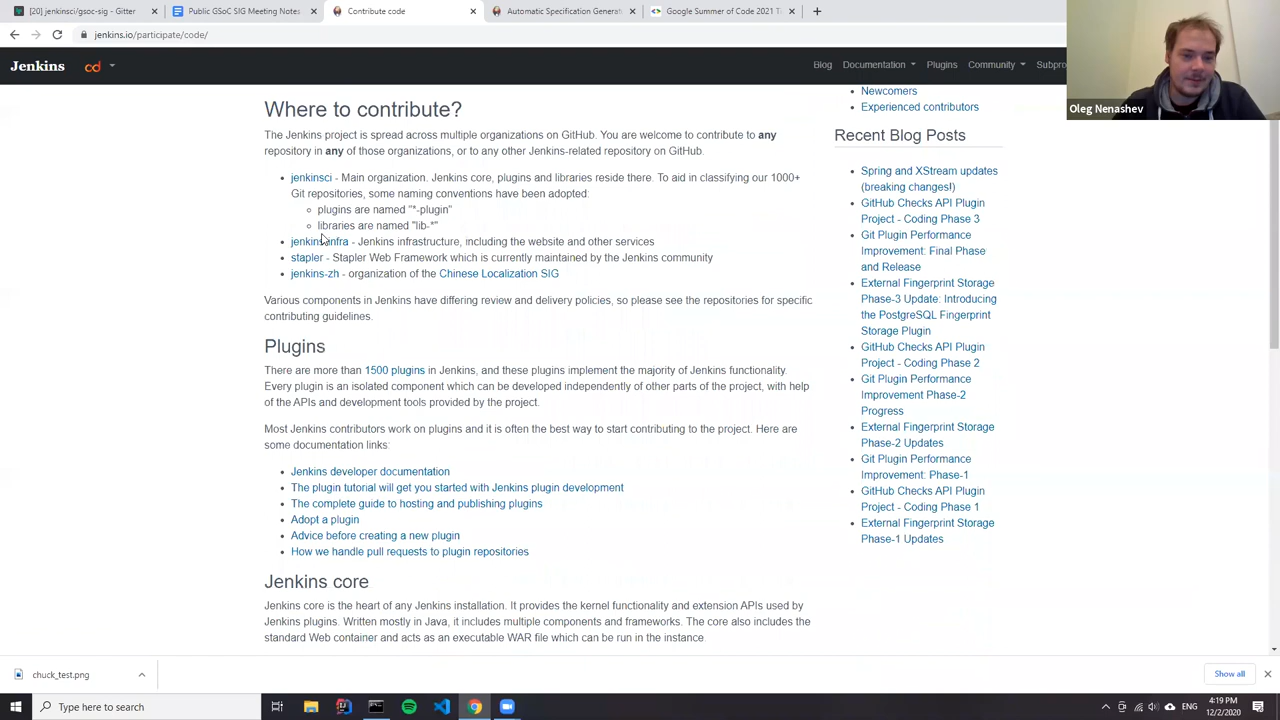 [20] jenkinsci/gsoc-sig - Gitter
Public GSoC SIG Meeting Notes
Contribute code
Automatic Specification Genera
Google Summer of Code 2021 T
jenkins.io/participate/code/
Jenkins
cd
Blog
Documentation
Plugins
Community
Subpro
Oleg Nenashev
Where to contribute?
The Jenkins project is spread across multiple organizations on GitHub. You are welcome to contribute to any
repository in any of those organizations, or to any other Jenkins-related repository on GitHub.
jenkinsci - Main organization. Jenkins core, plugins and libraries reside there. To aid in classifying our 1000+
Git repositories, some naming conventions have been adopted:
plugins are named "*-plugin"
libraries are named "lib-*"
jenkins-infra - Jenkins infrastructure, including the website and other services
stapler - Stapler Web Framework which is currently maintained by the Jenkins community
jenkins-zh - organization of the Chinese Localization SIG
Various components in Jenkins have differing review and delivery policies, so please see the repositories for specific
contributing guidelines.
Plugins
There are more than 1500 plugins in Jenkins, and these plugins implement the majority of Jenkins functionality.
Every plugin is an isolated component which can be developed independently of other parts of the project, with help
of the APIs and development tools provided by the project.
Most Jenkins contributors work on plugins and it is often the best way to start contributing to the project. Here are
some documentation links:
Jenkins developer documentation
The plugin tutorial will get you started with Jenkins plugin development
The complete guide to hosting and publishing plugins
Adopt a plugin
Advice before creating a new plugin
How we handle pull requests to plugin repositories
Jenkins core
Jenkins core is the heart of any Jenkins installation. It provides the kernel functionality and extension APIs used by
Jenkins plugins. Written mostly in Java, it includes multiple components and frameworks. The core also includes the
standard Web container and acts as an executable WAR file which can be run in the instance.
Newcomers
Experienced contributors
Recent Blog Posts
Spring and XStream updates
(breaking changes!)
GitHub Checks API Plugin
Project - Coding Phase 3
Git Plugin Performance
Improvement: Final Phase
and Release
External Fingerprint Storage
Phase-3 Update: Introducing
the PostgreSQL Fingerprint
Storage Plugin
GitHub Checks API Plugin
Project - Coding Phase 2
Git Plugin Performance
Improvement Phase-2
Progress
External Fingerprint Storage
Phase-2 Updates
Git Plugin Performance
Improvement: Phase-1
GitHub Checks API Plugin
Project - Coding Phase 1
External Fingerprint Storage
Phase-1 Updates
chuck_test.png
Show all
Type here to search
ENG
4:19 PM
12/2/2020